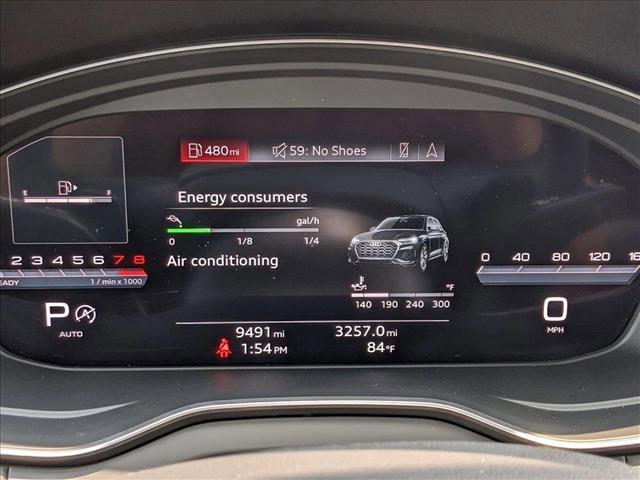 480 mi
59: No Shoes
E F
Energy consumers
gal/h
0 1/8 1/4
Air conditioning
2 3 4 5 6 7 8
EADY 1 / min x 1000
0 40 80 120 16
°F
140 190 240 300
P
AUTO
0
MPH
9491 mi 3257.0 mi
1:54 PM 84 °F